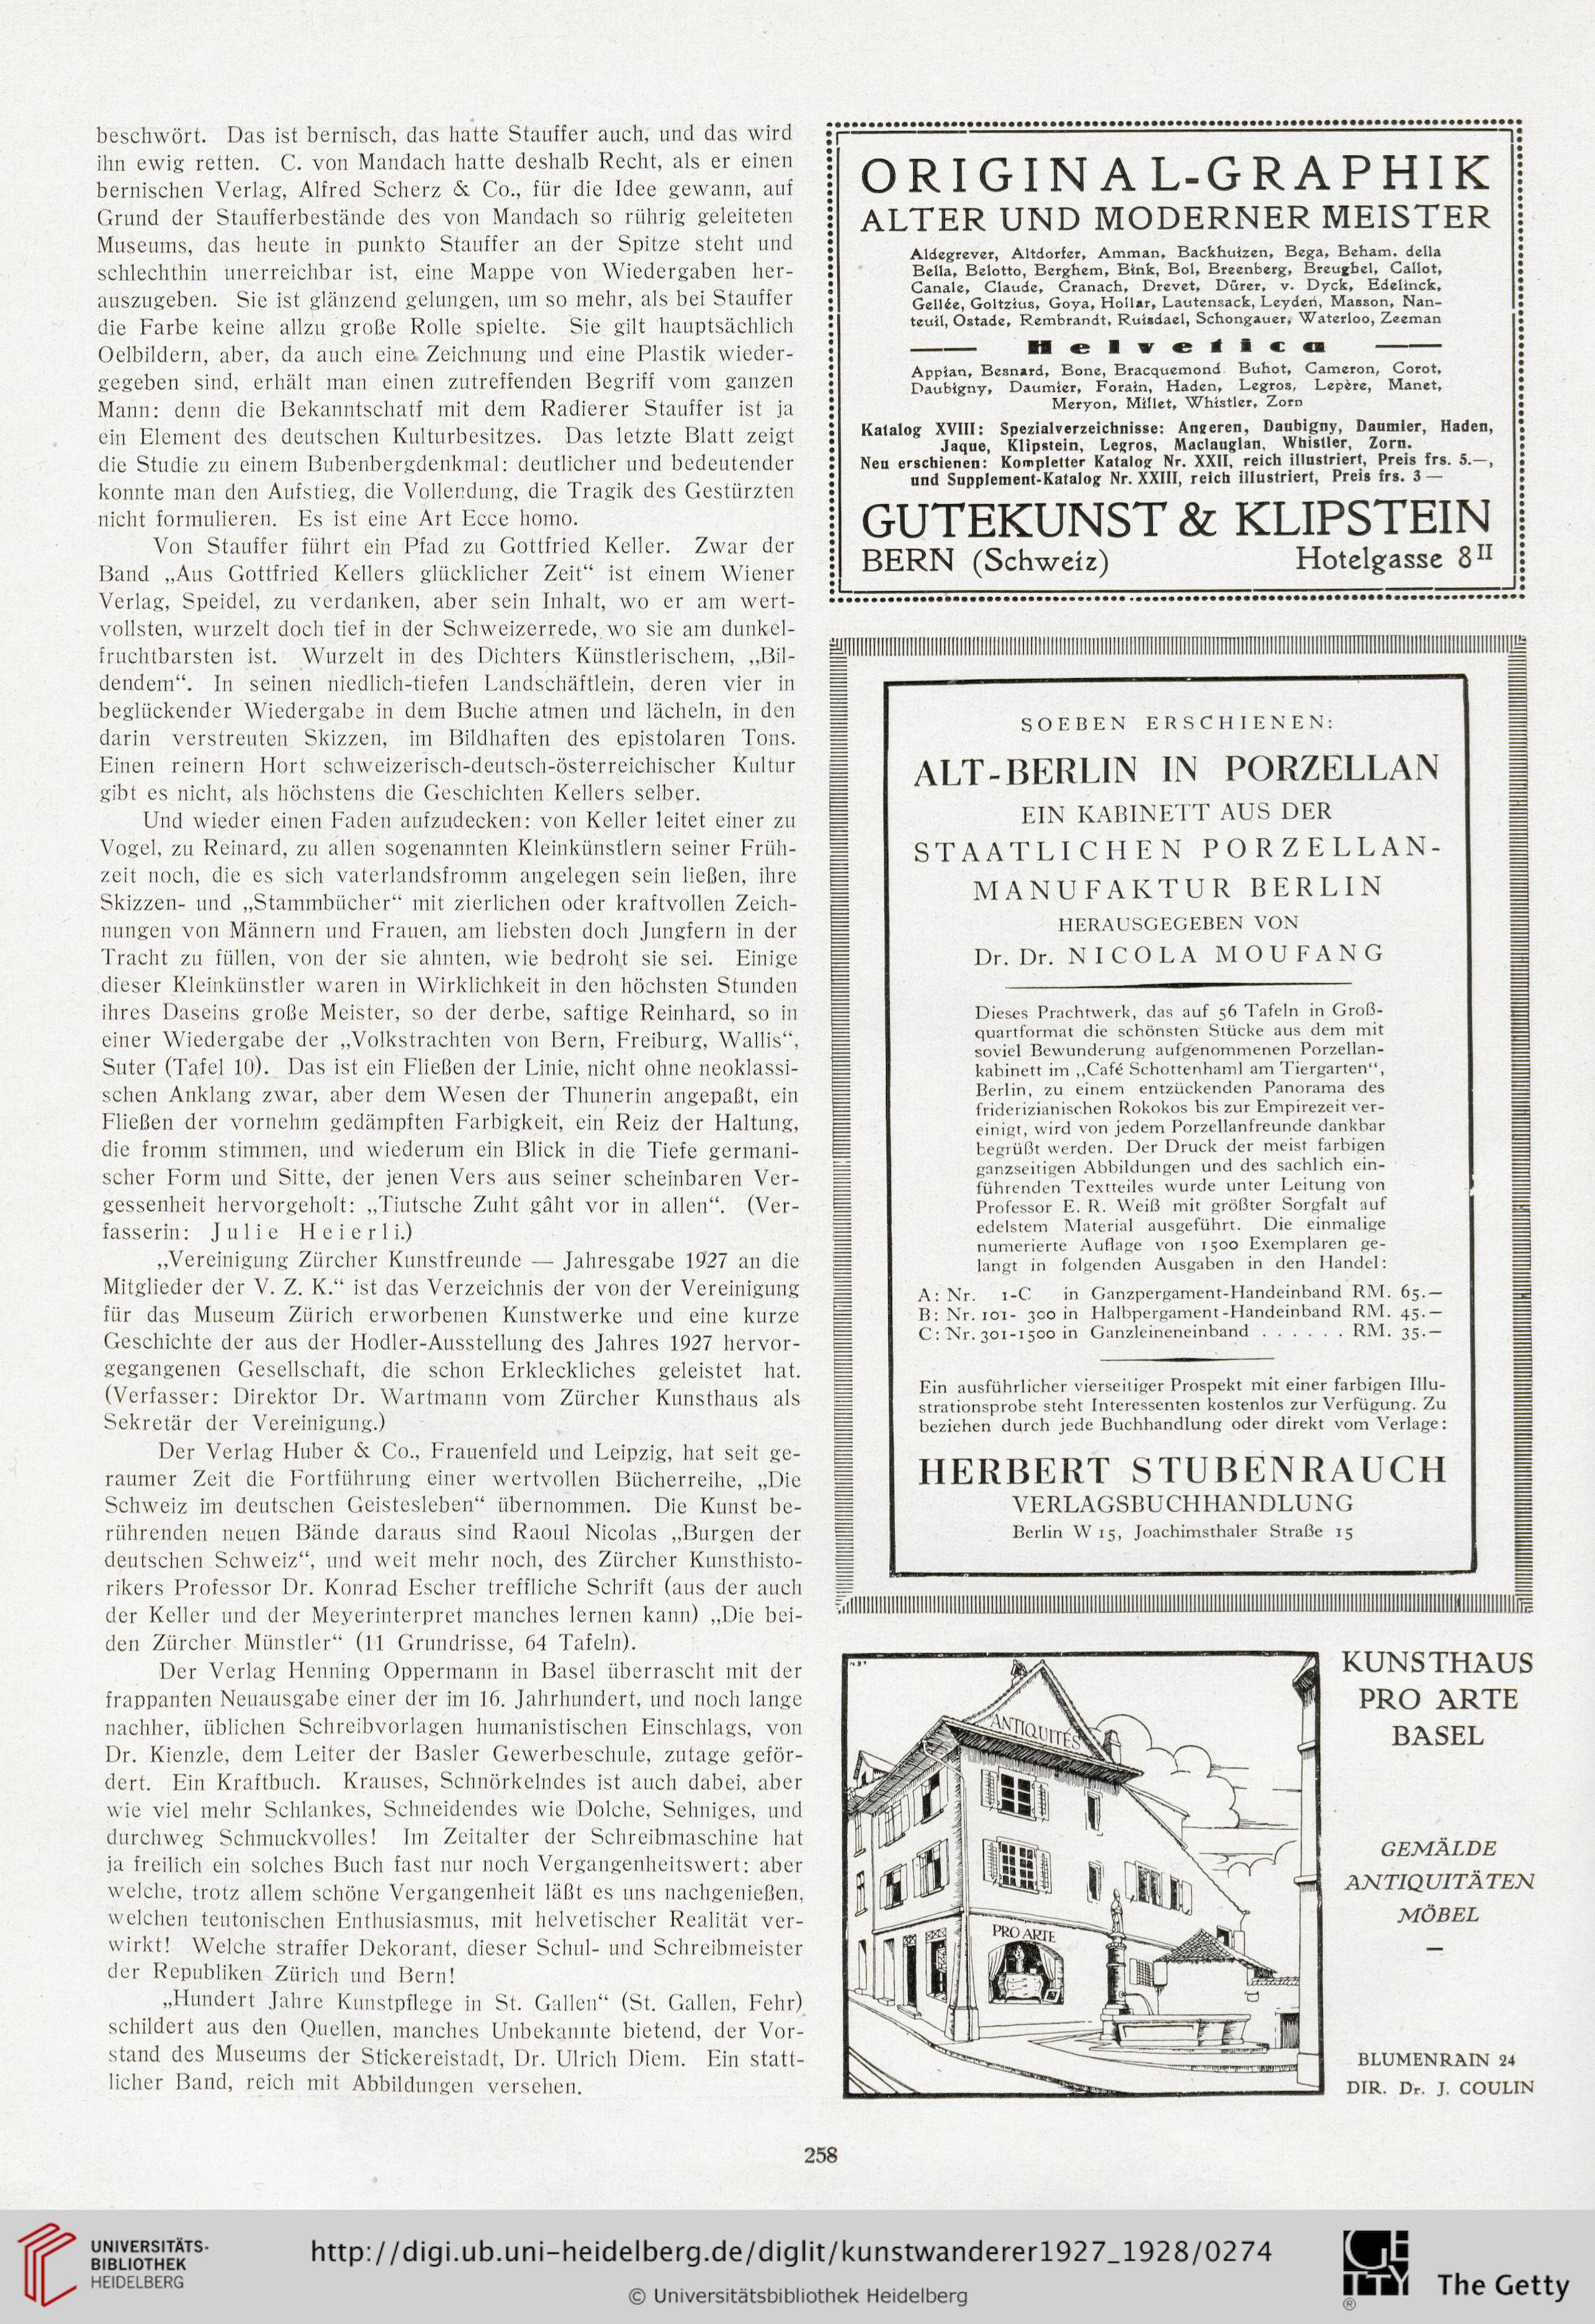 beschwört. Das ist bernisch, das hatte Stauffer auch, und das wird
ihn ewig retten. C. von Mandach hatte deshalb Recht, als er einen
bernischen Verlag, Alfred Scherz & Co., für die Idee gewann, auf
Grund der Staufferbestände des von Mandach so rührig geleiteten
Museums, das heute in punkto Stauffer an der Spitze steht und
schlechthin unerreichbar ist, eine Mappe von Wiedergaben her-
auszugeben. Sie ist glänzend gelungen, um so mehr, als bei Stauffer
die Farbe keine allzu große Rolle spielte. Sie gilt hauptsächlich
Oelbildern, aber, da auch eine Zeichnung und eine Plastik wieder-
gegeben sind, erhält man einen zutreffenden Begriff vom ganzen
Mann: denn die Bekanntschatf mit dem Radierer Stauffer ist ja
ein Element des deutschen Kulturbesitzes. Das letzte Blatt zeigt
die Studie zu einem Bubenbergdenkmal: deutlicher und bedeutender
konnte man den Aufstieg, die Vollendung, die Tragik des Gestürzten
nicht formulieren. Es ist eine Art Ecce homo.
Von Stauffer führt ein Pfad zu Gottfried Keller. Zwar der
Band „Aus Gottfried Kellers glücklicher Zeit“ ist einem Wiener
Verlag, Speidel, zu verdanken, aber sein Inhalt, wo er am wert-
vollsten, wurzelt doch tief in der Schweizerrede, wo sie am dunkel-
fruchtbarsten ist. Wurzelt in des Dichters Künstlerischem, „Bil-
dendem“. In seinen niedlich-tiefen Landschäftlein, deren vier in
beglückender Wiedergabe in dem Buche atmen und lächeln, in den
darin verstreuten Skizzen, im Bildhaften des epistolaren Tons.
Einen reinern Hort schweizerisch-deutsch-österreichischer Kultur
gibt es nicht, als höchstens die Geschichten Kellers selber.
Und wieder einen Faden aufzudecken: von Keller leitet einer zu
Vogel, zu Reinard, zu allen sogenannten Kleinkünstlern seiner Früh-
zeit noch, die es sich vaterlandsfromm angelegen sein ließen, ihre
Skizzen- und „Stammbücher“ mit zierlichen oder kraftvollen Zeich-
nungen von Männern und Frauen, am liebsten doch Jungfern in der
Tracht zu füllen, von der sie ahnten, wie bedroht sie sei. Einige
dieser Kleinkünstler waren in Wirklichkeit in den höchsten Stunden
ihres Daseins große Meister, so der derbe, saftige Reinhard, so in
einer Wiedergabe der „Volkstrachten von Bern, Freiburg, Wallis“,
Suter (Tafel 10). Das ist ein Fließen der Linie, nicht ohne neoklassi-
schen Anklang zwar, aber dem Wesen der Thunerin angepaßt, ein
Fließen der vornehm gedämpften Farbigkeit, ein Reiz der Haltung,
die fromm stimmen, und wiederum ein Blick in die Tiefe germani-
scher Form und Sitte, der jenen Vers aus seiner scheinbaren Ver-
gessenheit hervorgeholt: „Tiutsche Zuht gâht vor in allen“. (Ver-
fasserin: Julie Heierli.)
„Vereinigung Zürcher Kunstfreunde — Jahresgabe 1927 an die
Mitglieder der V. Z. K.“ ist das Verzeichnis der von der Vereinigung
für das Museum Zürich erworbenen Kunstwerke und eine kurze
Geschichte der aus der Hodler-Ausstellung des Jahres 1927 hervor-
gegangenen Gesellschaft, die schon Erkleckliches geleistet hat.
(Verfasser: Direktor Dr. Wartmann vom Zürcher Kunsthaus als
Sekretär der Vereinigung.)
Der Verlag Huber & Co., Frauenfeld und Leipzig, hat seit ge-
raumer Zeit die Fortführung einer wertvollen Bücherreihe, „Die
Schweiz im deutschen Geistesleben“ übernommen. Die Kunst be-
rührenden neuen Bände daraus sind Raoul Nicolas „Burgen der
deutschen Schweiz“, und weit mehr noch, des Zürcher Kunsthisto-
rikers Professor Dr. Konrad Escher treffliche Schrift (aus der auch
der Keller und der Meyerinterpret manches lernen kann) „Die bei-
den Zürcher Münstler“ (11 Grundrisse, 64 Tafeln).
Der Verlag Henning Oppermann in Basel überrascht mit der
frappanten Neuausgabe einer der im 16. Jahrhundert, und noch lange
nachher, üblichen Schreibvorlagen humanistischen Einschlags, von
Dr. Kienzle, dem Leiter der Basler Gewerbeschule, zutage geför-
dert. Ein Kraftbuch. Krauses, Schnörkelndes ist auch dabei, aber
wie viel mehr Schlankes, Schneidendes wie Dolche, Sehniges, und
durchweg Schmuckvolles! Im Zeitalter der Schreibmaschine hat
ja freilich ein solches Buch fast nur noch Vergangenheitswert: aber
welche, trotz allem schöne Vergangenheit läßt es uns nachgenießen,
welchen teutonischen Enthusiasmus, mit helvetischer Realität ver-
wirkt! Welche straffer Dekorant, dieser Schul- und Schreibmeister
der Republiken Zürich und Bern!
„Hundert Jahre Kunstpflege in St. Gallen“ (St. Gallen, Fehr)
schildert aus den Quellen, manches Unbekannte bietend, der Vor-
stand des Museums der Stickereistadt, Dr. Ulrich Diem. Ein statt-
licher Band, reich mit Abbildungen versehen.
ORIGINAL-GRAPHIK
ALTER UND MODERNER MEISTER
Aldegrever, Altdorfer, Amman, Backhuizen, Bega, Beham, della
Bella, Belotto, Berghem, Bink, Bol, Breenberg, Breughel, Callot,
Canale, Claude, Cranach, Drevet, Dürer, v. Dyck, Edelinck,
Gellée, Goltzius, Goya, Hollar, Lautensack, Leyden, Masson, Nan-
teuil, Ostade, Rembrandt, Ruisdael, Schongauer, Waterloo, Zeeman
Helvetica
Appian, Besnard, Bone, Bracquemond Buhot, Cameron, Corot,
Daubigny, Daumier, Forain, Haden, Legros, Lepère, Manet,
Meryon, Millet, Whistler, Zorn
Katalog XVIII: Spezialverzeichnisse: Angeren, Daubigny, Daumier, Haden,
Jaque, Klipstein, Legros, Maclauglan, Whistler, Zorn.
Neu erschienen: Kompletter Katalog Nr. XXII, reich illustriert, Preis frs. 5.—,
und Supplement-Katalog Nr. XXIII, reich illustriert, Preis frs. 3 —
GUTEKUNST & KLIPSTEIN
BERN (Schweiz) Hotelgasse 8 II
SOEBEN ERSCHIENEN:
ALT-BERLIN IN PORZELLAN
EIN KABINETT AUS DER
STAATLICHEN PORZELLAN-
MANUFAKTUR BERLIN
HERAUSGEGEBEN VON
Dr. Dr. NICOLA MOUFANG
Dieses Prachtwerk, das auf 56 Tafeln in Groß-
quartformat die schönsten Stücke aus dem mit
soviel Bewunderung aufgenommenen Porzellan-
kabinett im „Café Schottenhaml am Tiergarten“,
Berlin, zu einem entzückenden Panorama des
friderizianischen Rokokos bis zur Empirezeit ver-
einigt, wird von jedem Porzellanfreunde dankbar
begrüßt werden. Der Druck der meist farbigen
ganzseitigen Abbildungen und des sachlich ein-
führenden Textteiles wurde unter Leitung von
Professor E. R. Weiß mit größter Sorgfalt auf
edelstem Material ausgeführt. Die einmalige
numerierte Auflage von 1500 Exemplaren ge-
langt in folgenden Ausgaben in den Handel:
A: Nr. 1-C in Ganzpergament-Handeinband RM. 65.—
B: Nr. 101- 300 in Halbpergament-Handeinband RM. 45.—
C: Nr. 301-1500 in Ganzleineneinband . . . . . . RM. 35.—
Ein ausführlicher vierseitiger Prospekt mit einer farbigen Illu-
strationsprobe steht Interessenten kostenlos zur Verfügung. Zu
beziehen durch jede Buchhandlung oder direkt vom Verlage:
HERBERT STUBENRAUCH
VERLAGSBUCHHANDLUNG
Berlin W 15, Joachimsthaler Straße 15
ANTIQUITÉS
PRO ARTE
KUNSTHAUS
PRO ARTE
BASEL
GEMÄLDE
ANTIQUITÄTEN
MÖBEL
—
BLUMENRAIN 24
DIR. Dr. J. COULIN
258
UNIVERSITÄTS-
BIBLIOTHEK
HEIDELBERG
http://digi.ub.uni-heidelberg.de/diglit/kunstwanderer1927_1928/0274
© Universitätsbibliothek Heidelberg
GETTY
®
The Getty